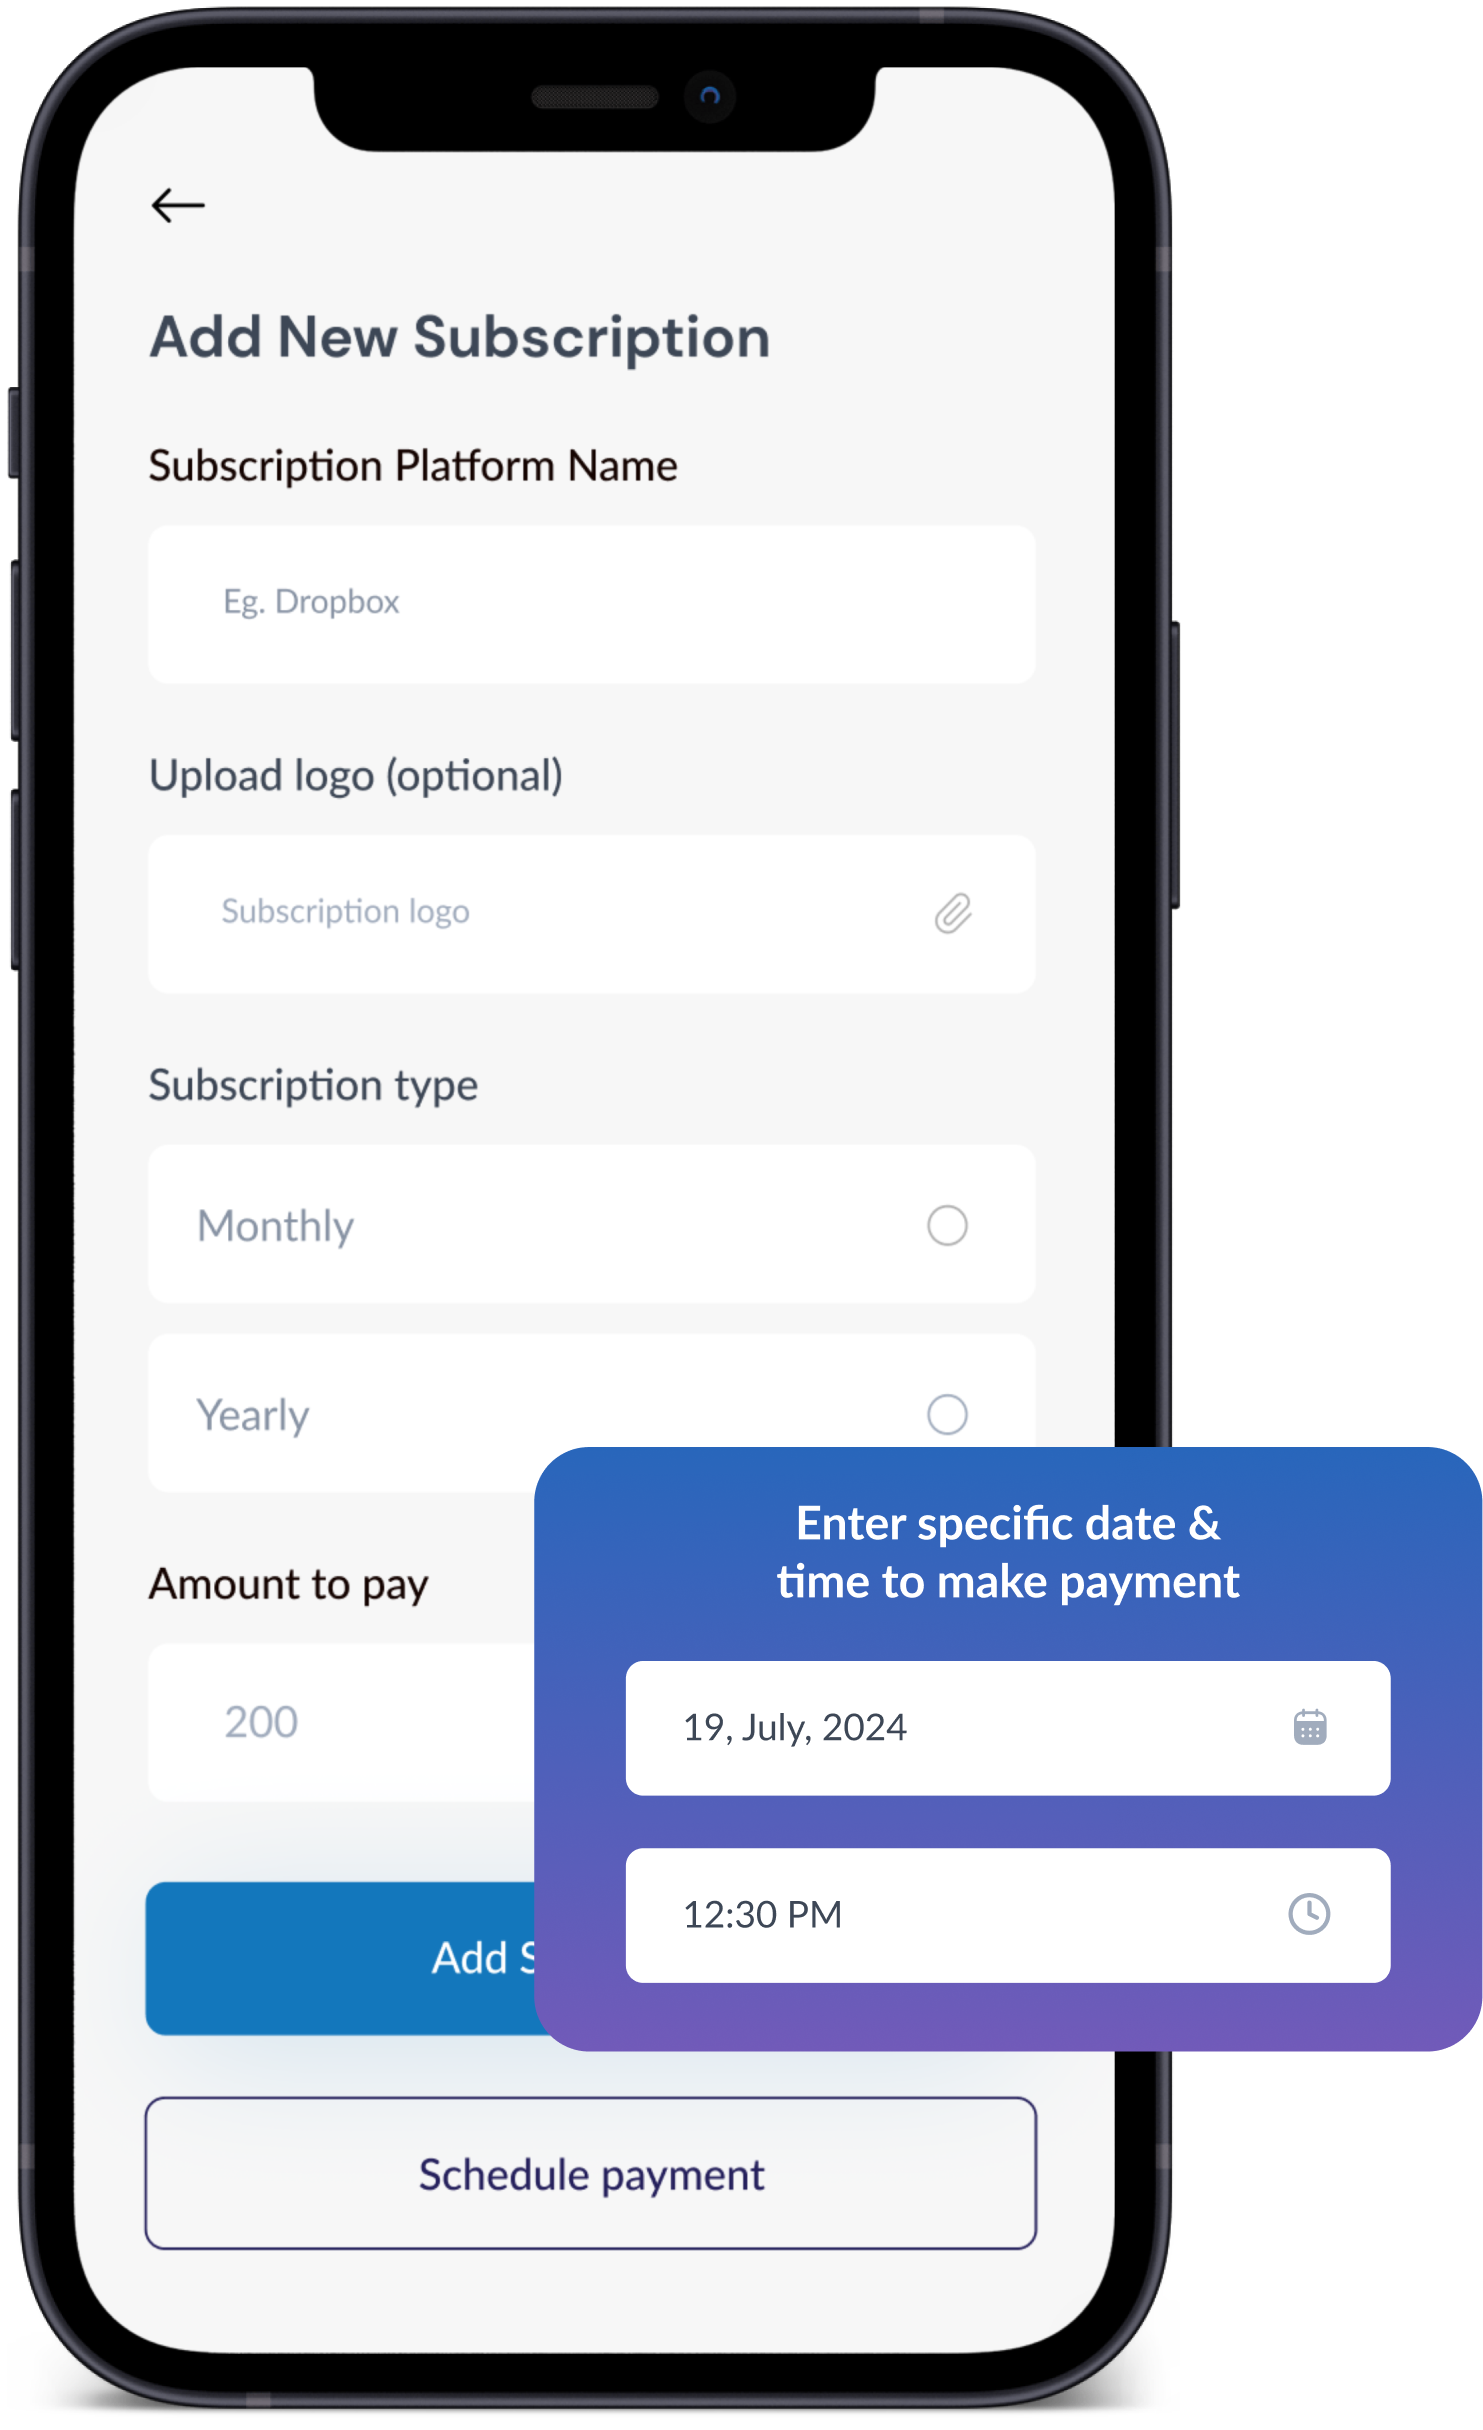 Add New Subscription
Subscription Platform Name
Eg. Dropbox
Upload logo (optional)
Subscription logo
Subscription type
Monthly
Yearly
Enter specific date &
time to make payment
Amount to pay
200
19, July, 2024
12:30 PM
Add
Schedule payment